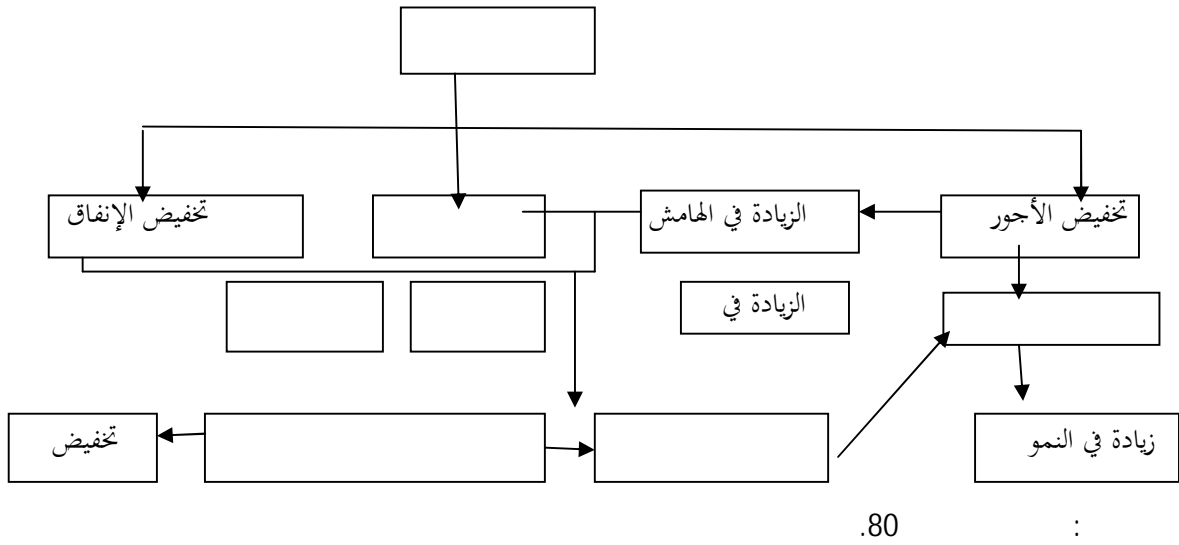 تخفيض الأجور
الزيادة في الهامش
تخفيض الإنفاق
الزيادة في
زيادة في النمو
تخفيض
: 80.